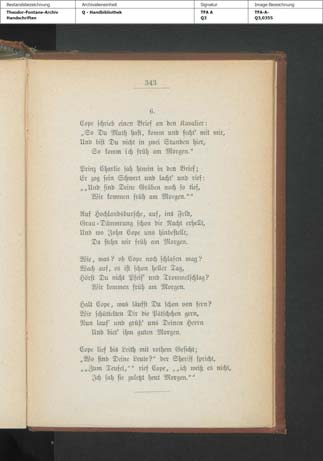 Bestandsbezeichnung
Archivalieneinheit
Signatur
Image Bezeichnung
Theodor-Fontane-Archiv
Handschriften
Q - Handbibliothek
TFA A
Q3
TFA-A-
Q3,0355
343
6.
Cope schrieb einen Brief an den Kavalier:
„So Du Muth hast, komm und fecht' mit mir,
Und bist Du nicht in zwei Stunden hier,
So komm ich früh am Morgen.“
Prinz Charlie sah hinein in den Brief;
Er zog sein Schwert und lacht' und rief:
„„Und sind Deine Gräben noch so tief,
Wir kommen früh am Morgen.““
Auf Hochlandsbursche, auf, ins Feld,
Grau-Dämmrung schon die Nacht erhellt,
Und wo John Cope uns hinbestellt,
Da stehn wir früh am Morgen.
Wie, was? ob Cope noch schlafen mag?
Wach auf, es ist schon heller Tag,
Hörst Du nicht Pfeif' und Trommelschlag?
Wir kommen früh am Morgen.
Halt Cope, was läufst Du schon von fern?
Wir schüttelten Dir die Pätschchen gern,
Nun lauf' und grüß' uns Deinen Herrn
Und biet' ihm guten Morgen.
Cope lief bis Leith mit rothem Gesicht;
„Wo sind Deine Leute?“ der Sheriff spricht,
„„Zum Teufel,““ rief Cope, „„ich weiß es nicht,
Ich sah sie zuletzt heut Morgen.““